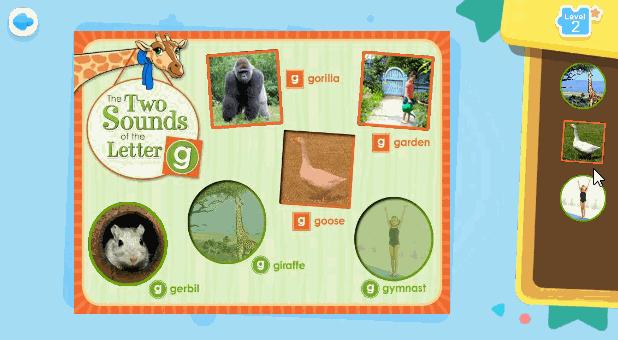 Level
2
The Two
Sounds
of the
Letter g
g gorilla
g garden
g goose
g gerbil
g giraffe
g gymnast